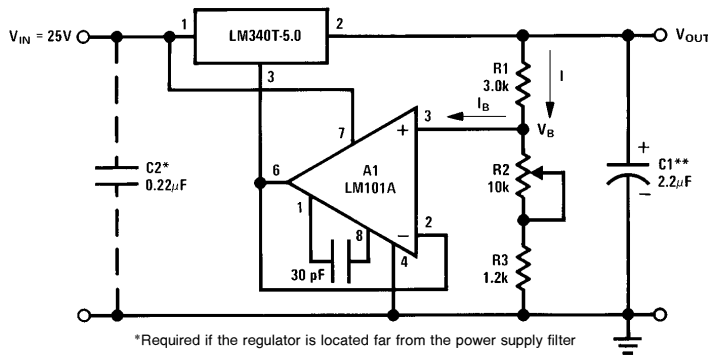 V_IN = 25V
1
LM340T-5.0
2
V_OUT
3
R1
3.0k
I
I_B
3
V_B
7
+
6
A1
LM101A
R2
10k
+
C1**
2.2μF
−
C2*
0.22μF
1
8
−
2
4
30 pF
R3
1.2k
*Required if the regulator is located far from the power supply filter